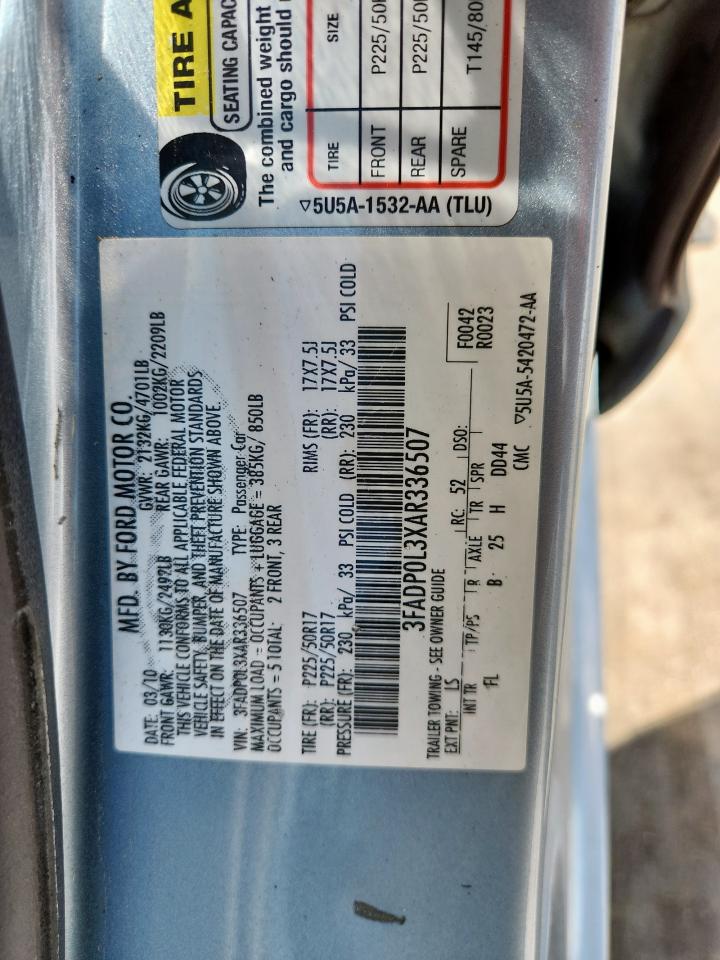 TIRE A
SEATING CAPAC
The combined weight
and cargo should
TIRE SIZE
FRONT P225/50
REAR P225/50
SPARE T145/80
▽5U5A-1532-AA (TLU)
MFD. BY FORD MOTOR CO.
DATE: 03/10 GVWR: 2132KG/4701LB
FRONT GAWR: 1130KG/2492LB REAR GAWR: 1002KG/2209LB
THIS VEHICLE CONFORMS TO ALL APPLICABLE FEDERAL MOTOR
VEHICLE SAFETY, BUMPER, AND THEFT PREVENTION STANDARDS
IN EFFECT ON THE DATE OF MANUFACTURE SHOWN ABOVE
VIN: 3FADP0L3XAR336507 TYPE: Passenger Car
MAXIMUM LOAD = OCCUPANTS + LUGGAGE = 385KG/ 850LB
OCCUPANTS = 5 TOTAL: 2 FRONT, 3 REAR
TIRE (FR): P225/50R17 RIMS (FR): 17X7.5J
(RR): P225/50R17 (RR): 17X7.5J
PRESSURE (FR): 230 kPa/ 33 PSI COLD (RR): 230 kPa/ 33 PSI COLD
3FADP0L3XAR336507
TRAILER TOWING - SEE OWNER GUIDE F0042
EXT PNT: LS RC: 52 DSO: R0023
INT TR TP/PS R AXLE TR SPR
FL B 25 H DD44
CMC ▽5U5A-5420472-AA